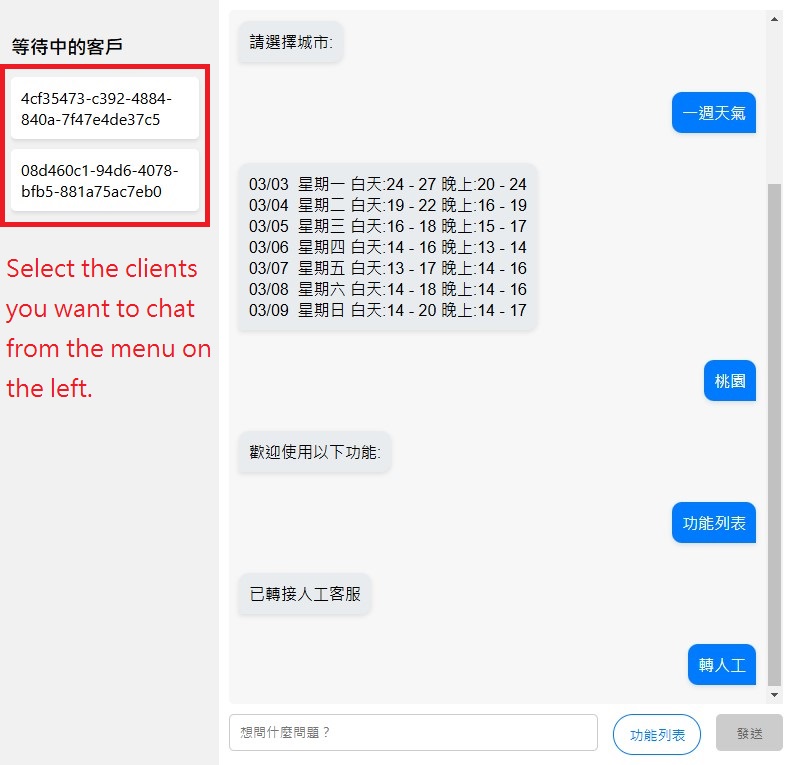 等待中的客戶
4cf35473-c392-4884-
840a-7f47e4de37c5
08d460c1-94d6-4078-
bfb5-881a75ac7eb0
Select the clients
you want to chat
from the menu on
the left.
請選擇城市:
一週天氣
03/03 星期一 白天:24 - 27 晚上:20 - 24
03/04 星期二 白天:19 - 22 晚上:16 - 19
03/05 星期三 白天:16 - 18 晚上:15 - 17
03/06 星期四 白天:14 - 16 晚上:13 - 14
03/07 星期五 白天:13 - 17 晚上:14 - 16
03/08 星期六 白天:14 - 18 晚上:14 - 16
03/09 星期日 白天:14 - 20 晚上:14 - 17
桃園
歡迎使用以下功能:
功能列表
已轉接人工客服
轉人工
想問什麼問題？
功能列表
發送